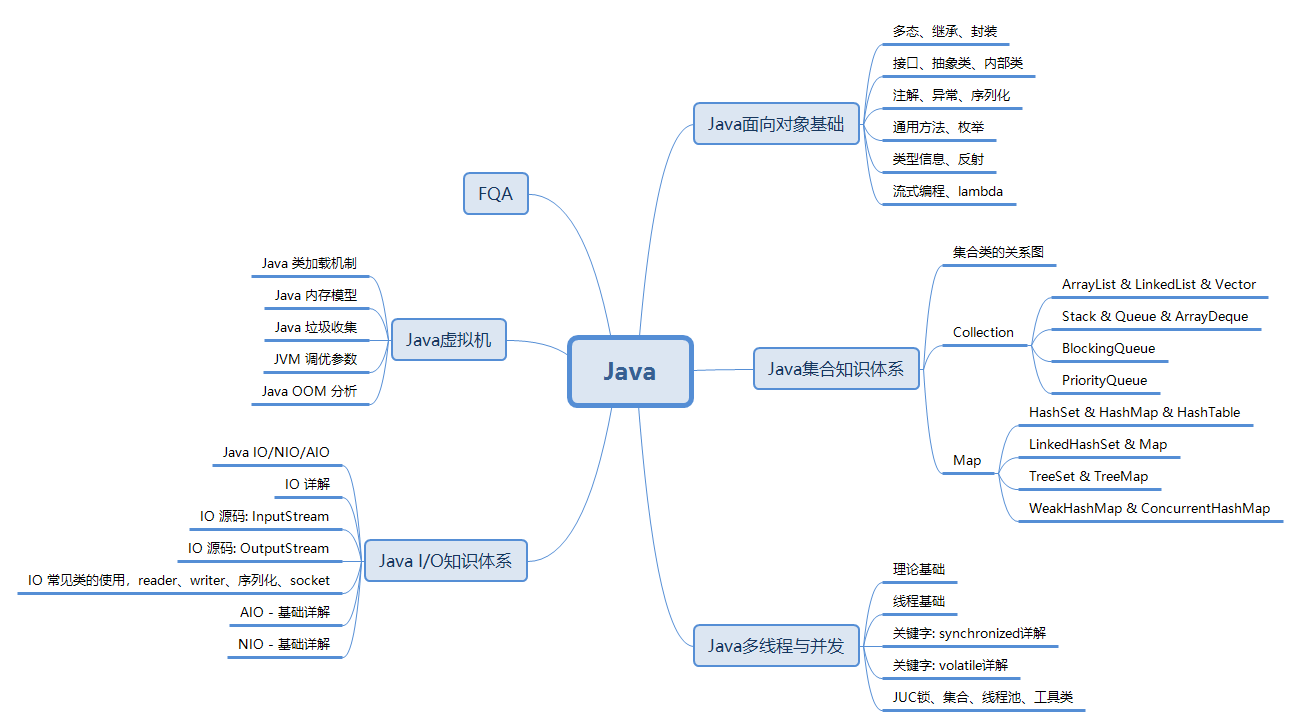 Java
Java面向对象基础
多态、继承、封装
接口、抽象类、内部类
注解、异常、序列化
通用方法、枚举
类型信息、反射
流式编程、lambda
Java集合知识体系
集合类的关系图
Collection
ArrayList & LinkedList & Vector
Stack & Queue & ArrayDeque
BlockingQueue
PriorityQueue
Map
HashSet & HashMap & HashTable
LinkedHashSet & Map
TreeSet & TreeMap
WeakHashMap & ConcurrentHashMap
Java多线程与并发
理论基础
线程基础
关键字: synchronized详解
关键字: volatile详解
JUC锁、集合、线程池、工具类
FQA
Java虚拟机
Java 类加载机制
Java 内存模型
Java 垃圾收集
JVM 调优参数
Java OOM 分析
Java I/O知识体系
Java IO/NIO/AIO
IO 详解
IO 源码: InputStream
IO 源码: OutputStream
IO 常见类的使用，reader、writer、序列化、socket
AIO - 基础详解
NIO - 基础详解